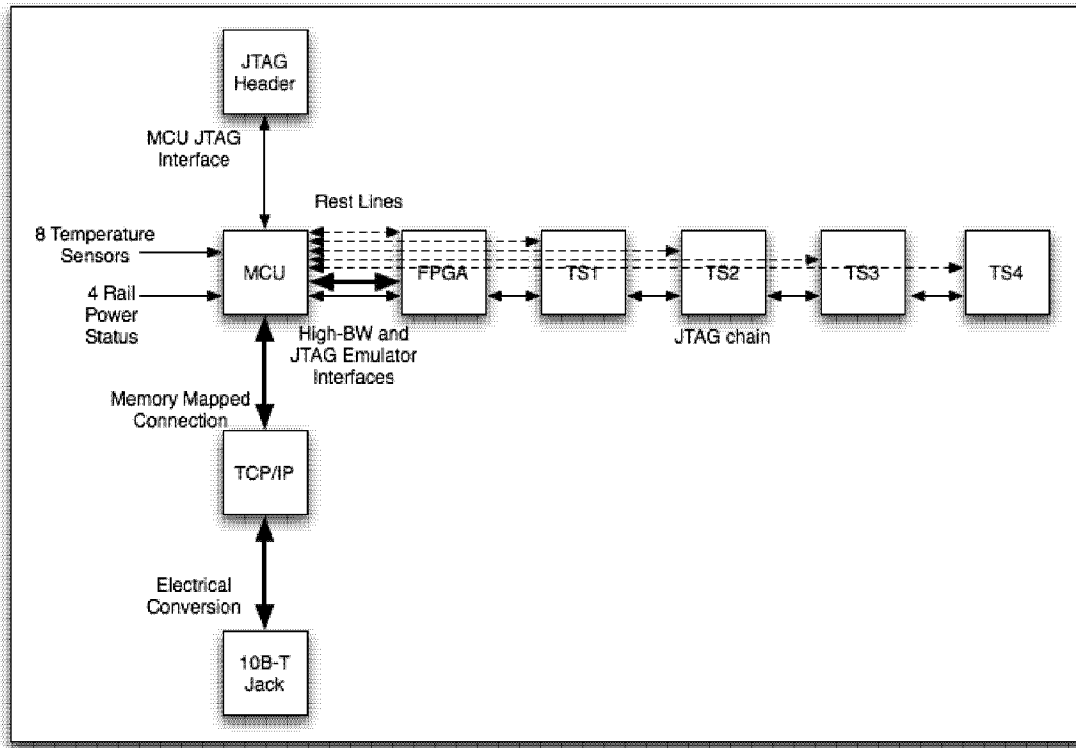 JTAG
Header
MCU JTAG
Interface
Rest Lines
8 Temperature
Sensors
MCU
FPGA
TS1
TS2
TS3
TS4
4 Rail
Power
Status
High-BW and
JTAG Emulator
Interfaces
JTAG chain
Memory Mapped
Connection
TCP/IP
Electrical
Conversion
10B-T
Jack